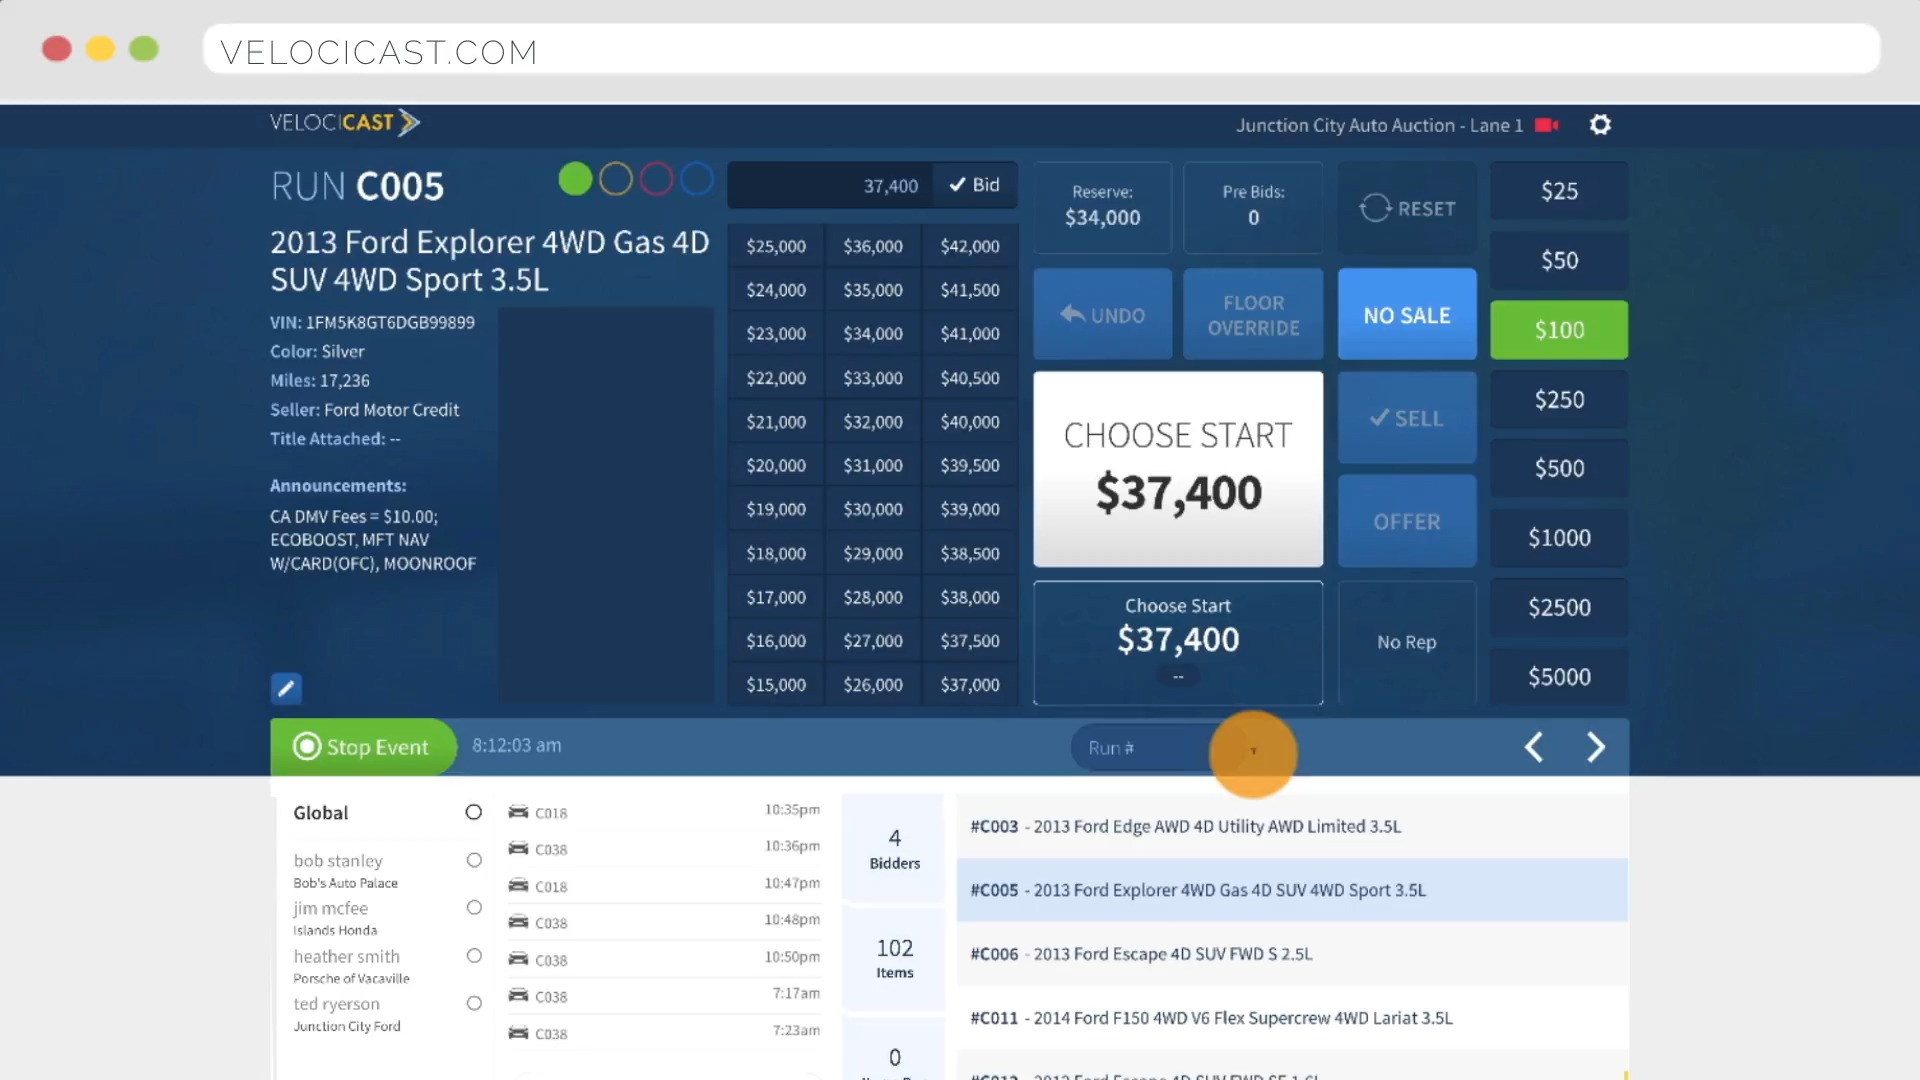 VELOCICAST.COM
VELOCICAST
Junction City Auto Auction - Lane 1
RUN C005
2013 Ford Explorer 4WD Gas 4D
SUV 4WD Sport 3.5L
VIN: 1FM5K8GT6DGB99899
Color: Silver
Miles: 17,236
Seller: Ford Motor Credit
Title Attached: --
Announcements:
CA DMV Fees = $10.00;
ECOBOOST, MFT NAV
W/CARD(OFC), MOONROOF
37,400 Bid
$25,000 $36,000 $42,000
$24,000 $35,000 $41,500
$23,000 $34,000 $41,000
$22,000 $33,000 $40,500
$21,000 $32,000 $40,000
$20,000 $31,000 $39,500
$19,000 $30,000 $39,000
$18,000 $29,000 $38,500
$17,000 $28,000 $38,000
$16,000 $27,000 $37,500
$15,000 $26,000 $37,000
Reserve:
$34,000
Pre Bids:
0
RESET
UNDO
FLOOR
OVERRIDE
NO SALE
CHOOSE START
$37,400
SELL
OFFER
Choose Start
$37,400
--
No Rep
$25
$50
$100
$250
$500
$1000
$2500
$5000
Stop Event
8:12:03 am
Run #
Global
bob stanley
Bob's Auto Palace
jim mcfee
Islands Honda
heather smith
Porsche of Vacaville
ted ryerson
Junction City Ford
C018 10:35pm
C038 10:36pm
C018 10:47pm
C038 10:48pm
C038 10:50pm
C038 7:17am
C038 7:23am
4
Bidders
102
Items
0
#C003 - 2013 Ford Edge AWD 4D Utility AWD Limited 3.5L
#C005 - 2013 Ford Explorer 4WD Gas 4D SUV 4WD Sport 3.5L
#C006 - 2013 Ford Escape 4D SUV FWD S 2.5L
#C011 - 2014 Ford F150 4WD V6 Flex Supercrew 4WD Lariat 3.5L